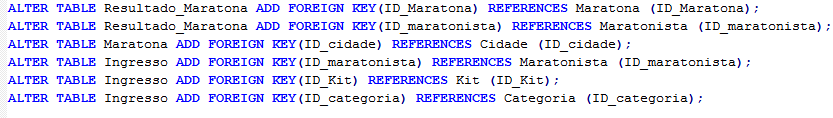 ALTER TABLE Resultado_Maratona ADD FOREIGN KEY(ID_Maratona) REFERENCES Maratona (ID_Maratona);
ALTER TABLE Resultado_Maratona ADD FOREIGN KEY(ID_maratonista) REFERENCES Maratonista (ID_maratonista);
ALTER TABLE Maratona ADD FOREIGN KEY(ID_cidade) REFERENCES Cidade (ID_cidade);
ALTER TABLE Ingresso ADD FOREIGN KEY(ID_maratonista) REFERENCES Maratonista (ID_maratonista);
ALTER TABLE Ingresso ADD FOREIGN KEY(ID_Kit) REFERENCES Kit (ID_Kit);
ALTER TABLE Ingresso ADD FOREIGN KEY(ID_categoria) REFERENCES Categoria (ID_categoria);